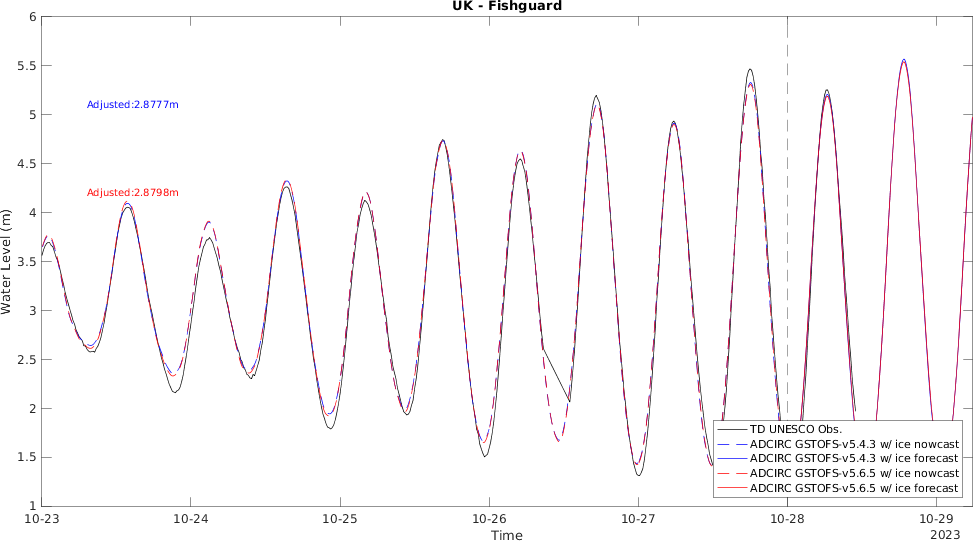 UK - Fishguard
6
5.5
5
4.5
4
3.5
3
2.5
2
1.5
1
Water Level (m)
Adjusted:2.8777m
Adjusted:2.8798m
TD UNESCO Obs.
ADCIRC GSTOFS-v5.4.3 w/ ice nowcast
ADCIRC GSTOFS-v5.4.3 w/ ice forecast
ADCIRC GSTOFS-v5.6.5 w/ ice nowcast
ADCIRC GSTOFS-v5.6.5 w/ ice forecast
10-23 10-24 10-25 10-26 10-27 10-28 10-29
Time
2023